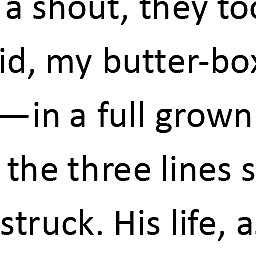 a shout, they too
id, my butter-box
—in a full grown
the three lines s
struck. His life, a